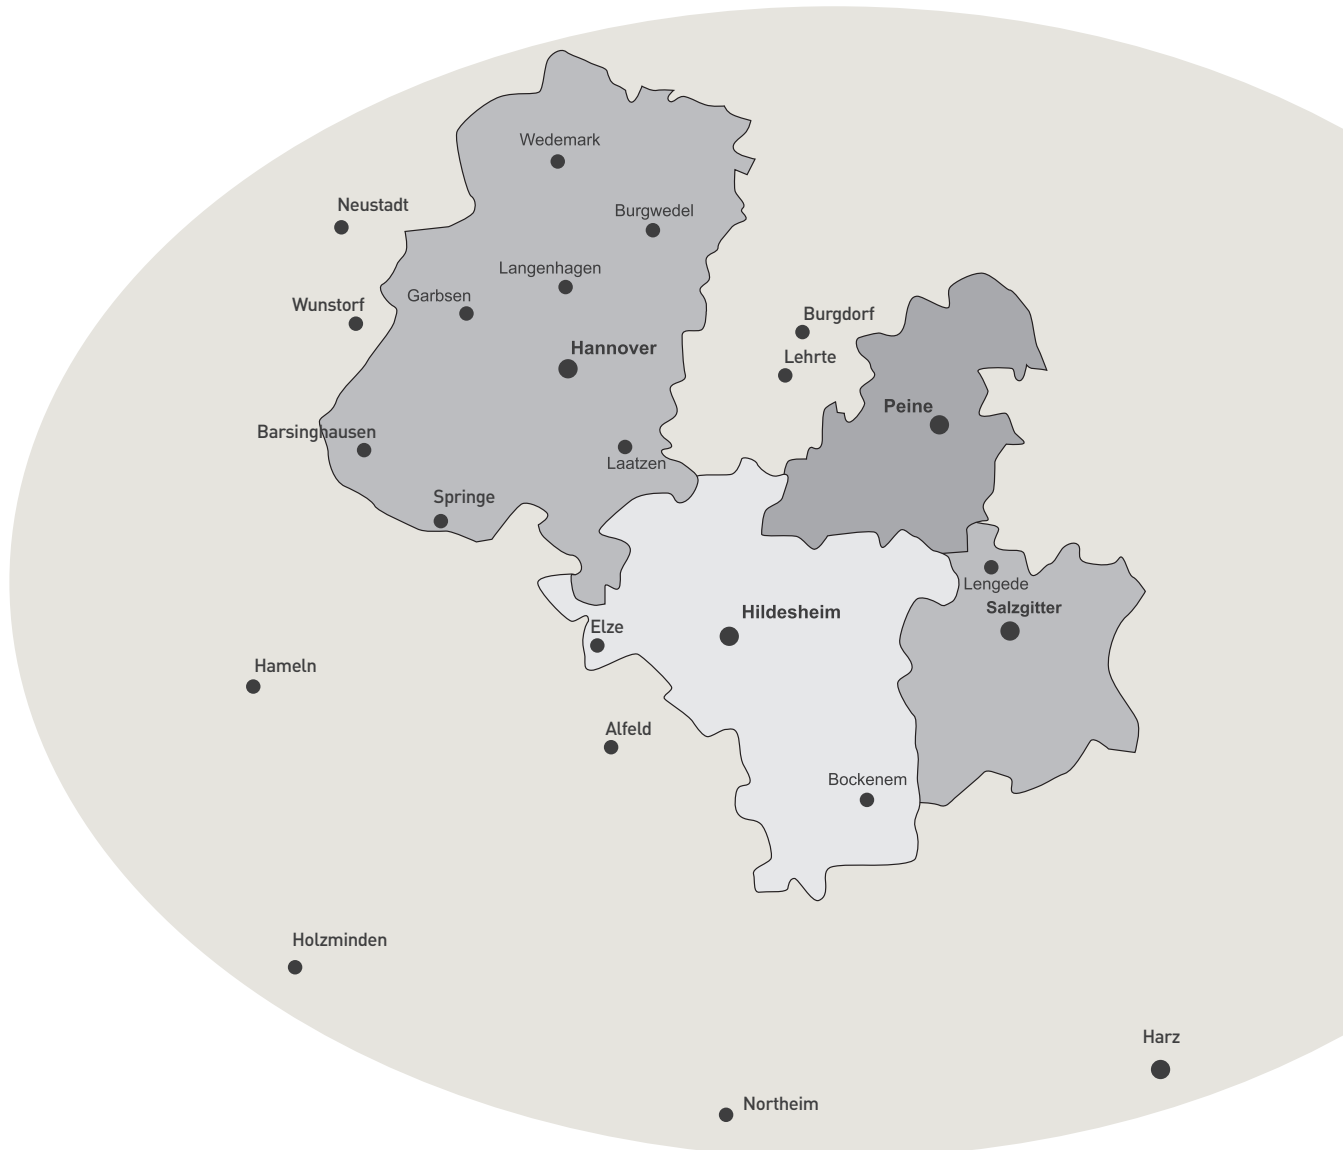 Wedemark
Neustadt
Burgwedel
Langenhagen
Garbsen
Wunstorf
Burgdorf
Hannover
Lehrte
Peine
Barsinghausen
Laatzen
Springe
Lengede
Salzgitter
Hildesheim
Elze
Hameln
Alfeld
Bockenem
Holzminden
Harz
Northeim